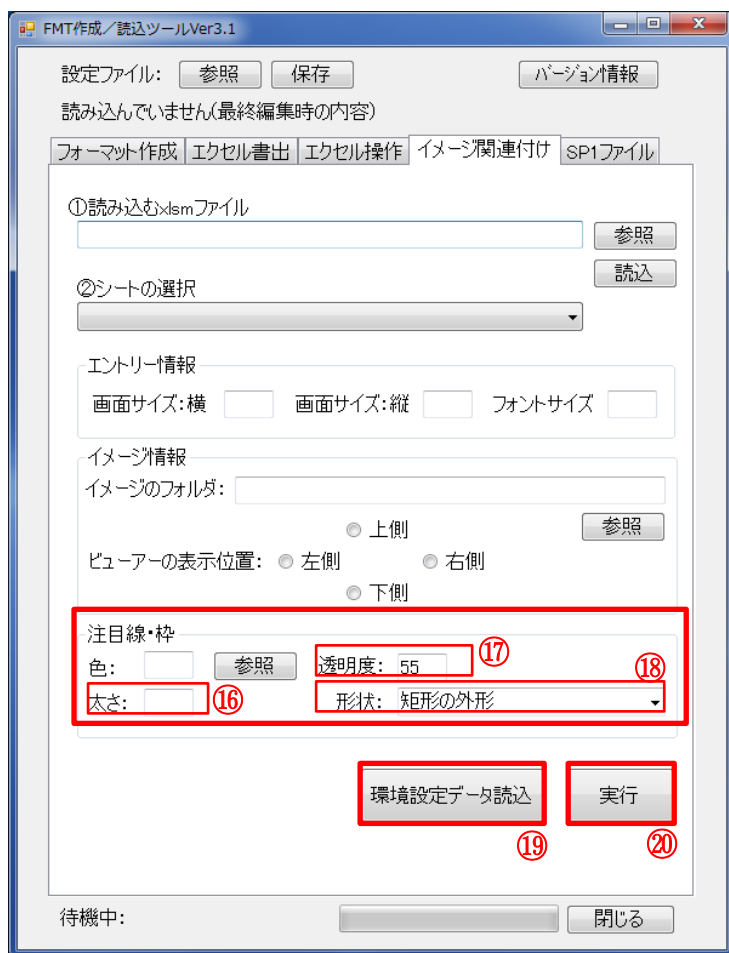 FMT作成／読込ツールVer3.1
設定ファイル： 参照 保存 バージョン情報
読み込んでいません(最終編集時の内容)
フォーマット作成 エクセル書出 エクセル操作 イメージ関連付け SP1ファイル
①読み込むxlsmファイル
参照
読込
②シートの選択
エントリー情報
画面サイズ：横 画面サイズ：縦 フォントサイズ
イメージ情報
イメージのフォルダ：
上側 参照
ビューアーの表示位置： 左側 右側
下側
注目線・枠
色： 参照 透明度： 55 ⑰
太さ： ⑯ 形状： 矩形の外形 ⑱
環境設定データ読込 実行
⑲ ⑳
待機中： 閉じる